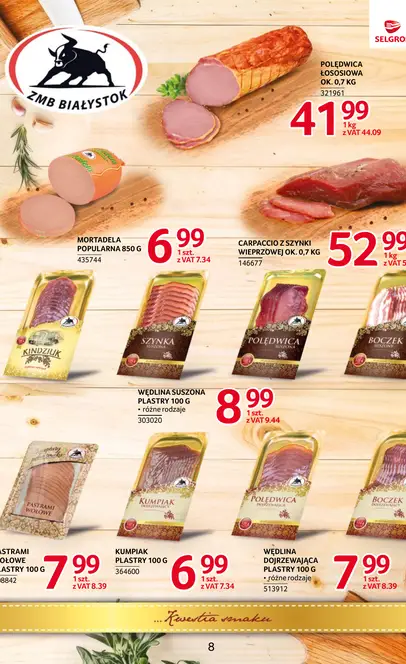 SELGRO
ZMB BIAŁYSTOK
POLĘDWICA
ŁOSOSIOWA
OK. 0,7 KG
321961
41 99
1 kg
z VAT 44.09
MORTADELA
POPULARNA 850 G
435744
6 99
1 szt.
z VAT 7.34
CARPACCIO Z SZYNKI
WIEPRZOWEJ OK. 0,7 KG
146677
52 99
1 kg
z VAT 5
KINDZIUK
SZYNKA
POLĘDWICA
BOCZEK
WĘDLINA SUSZONA
PLASTRY 100 G
• różne rodzaje
303020
8 99
1 szt.
z VAT 9.44
PASTRAMI
WOŁOWE
KUMPIAK
POLĘDWICA
BOCZEK
ASTRAMI
OŁOWE
LASTRY 100 G
8842
7 99
1 szt.
z VAT 8.39
KUMPIAK
PLASTRY 100 G
364600
6 99
1 szt.
z VAT 7.34
WĘDLINA
DOJRZEWAJĄCA
PLASTRY 100 G
• różne rodzaje
513912
7 99
1 szt.
z VAT 8.39
...Kwestia smaku
8